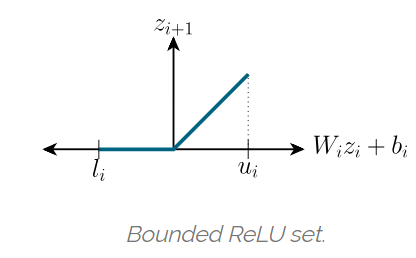 z_{i+1}
W_i z_i + b_i
l_i
u_i
Bounded ReLU set.